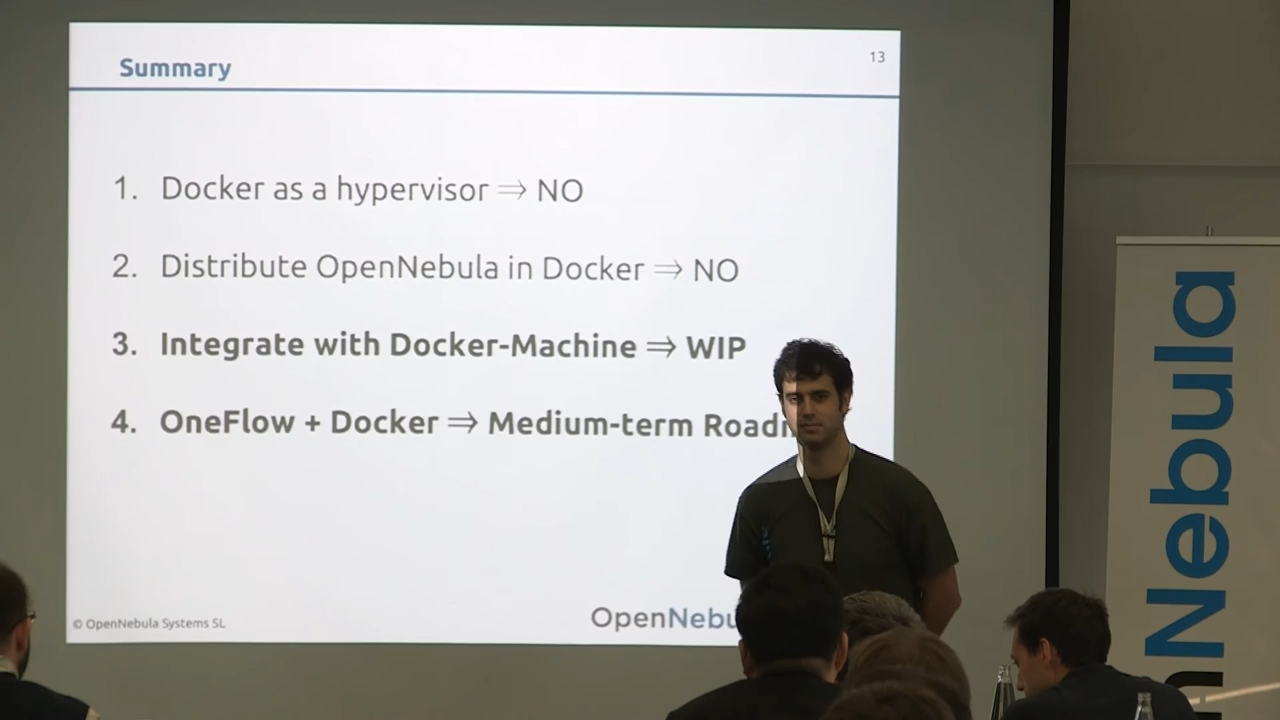 Summary
13
1. Docker as a hypervisor ⇒ NO
2. Distribute OpenNebula in Docker ⇒ NO
3. Integrate with Docker-Machine ⇒ WIP
4. OneFlow + Docker ⇒ Medium-term
© OpenNebula Systems SL
OpenNebu
nNebula